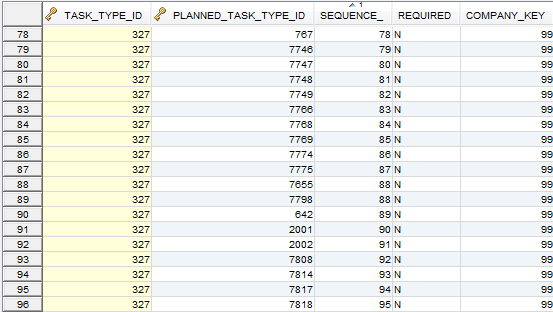 TASK_TYPE_ID PLANNED_TASK_TYPE_ID SEQUENCE_ 1 REQUIRED COMPANY_KEY
78 327 767 78 N 99
79 327 7746 79 N 99
80 327 7747 80 N 99
81 327 7748 81 N 99
82 327 7749 82 N 99
83 327 7766 83 N 99
84 327 7768 84 N 99
85 327 7769 85 N 99
86 327 7774 86 N 99
87 327 7775 87 N 99
88 327 7655 88 N 99
89 327 7798 88 N 99
90 327 642 89 N 99
91 327 2001 90 N 99
92 327 2002 91 N 99
93 327 7808 92 N 99
94 327 7814 93 N 99
95 327 7817 94 N 99
96 327 7818 95 N 99